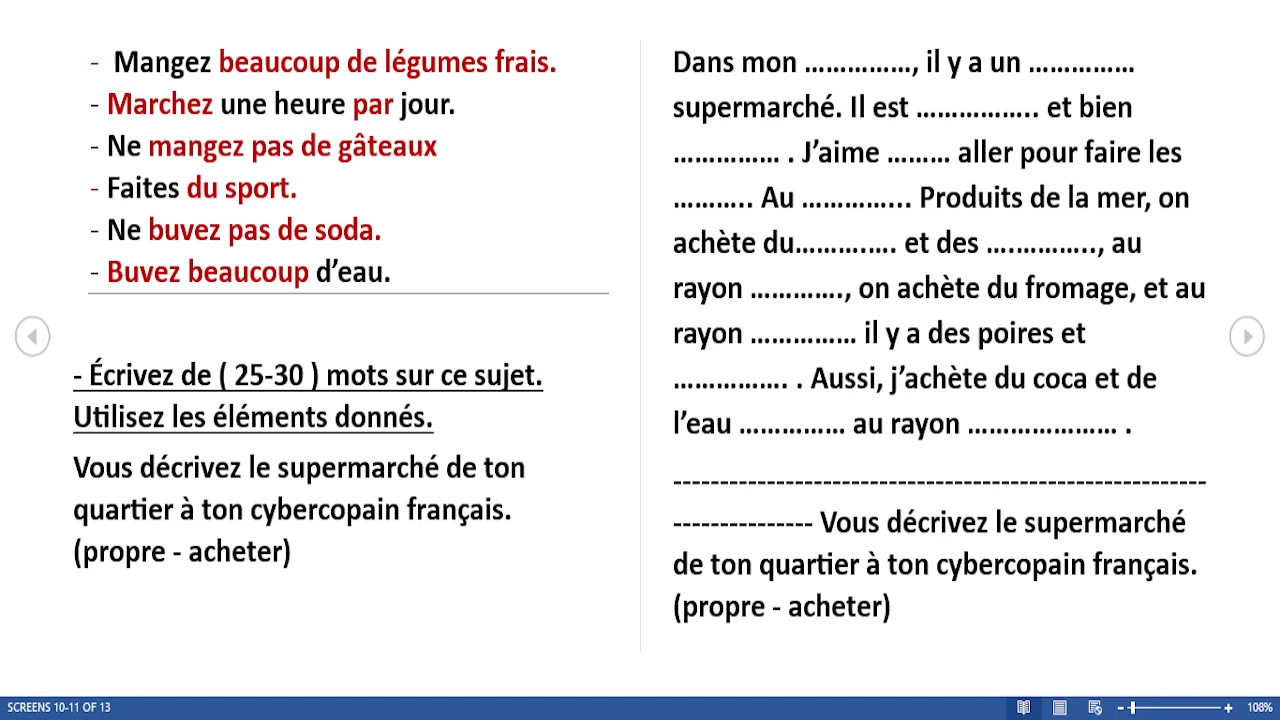 - Mangez beaucoup de légumes frais.
- Marchez une heure par jour.
- Ne mangez pas de gâteaux
- Faites du sport.
- Ne buvez pas de soda.
- Buvez beaucoup d’eau.
- Écrivez de ( 25-30 ) mots sur ce sujet.
Utilisez les éléments donnés.
Vous décrivez le supermarché de ton
quartier à ton cybercopain français.
(propre - acheter)
Dans mon ……………, il y a un ……………
supermarché. Il est …………….. et bien
…………… . J’aime ……… aller pour faire les
……….. Au …………... Produits de la mer, on
achète du……….…. et des ….……….., au
rayon …………., on achète du fromage, et au
rayon …………… il y a des poires et
……………. . Aussi, j’achète du coca et de
l’eau …………… au rayon ………………… .
---------------------------------------------------------
--------------- Vous décrivez le supermarché
de ton quartier à ton cybercopain français.
(propre - acheter)
SCREENS 10-11 OF 13
108%